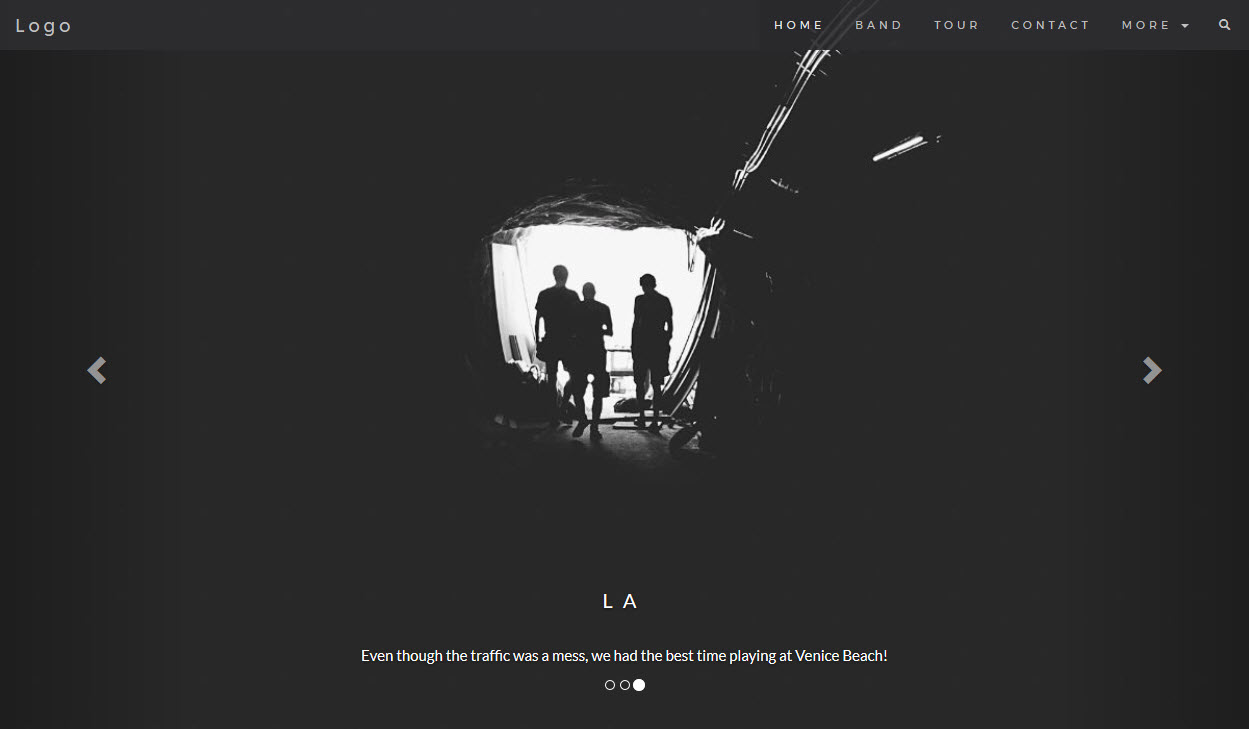 Logo
HOME BAND TOUR CONTACT MORE
LA
Even though the traffic was a mess, we had the best time playing at Venice Beach!